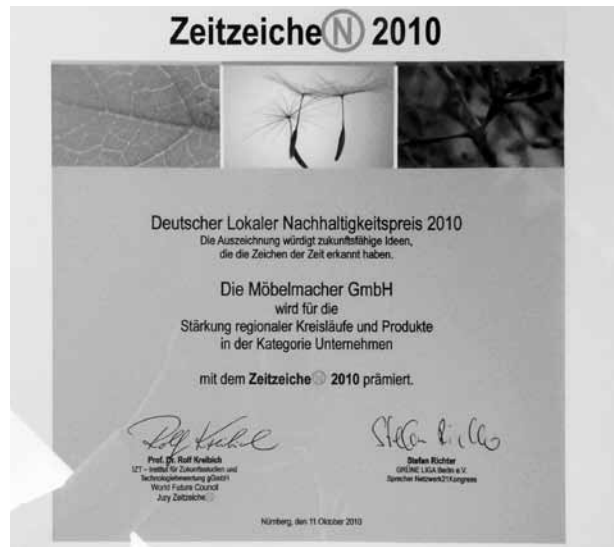 ZeitzeicheⓃ 2010
Deutscher Lokaler Nachhaltigkeitspreis 2010
Die Auszeichnung würdigt zukunftsfähige Ideen,
die die Zeichen der Zeit erkannt haben.
Die Möbelmacher GmbH
wird für die
Stärkung regionaler Kreisläufe und Produkte
in der Kategorie Unternehmen
mit dem ZeitzeicheⓃ 2010 prämiert.
Prof. Dr. Rolf Kreibich
IZT – Institut für Zukunftsstudien und
Technologiebewertung gGmbH
World Future Council
Jury ZeitzeicheⓃ
Stefan Richter
GRÜNE LIGA Berlin e.V.
Sprecher Netzwerk21Kongress
Nürnberg, den 11.Oktober 2010